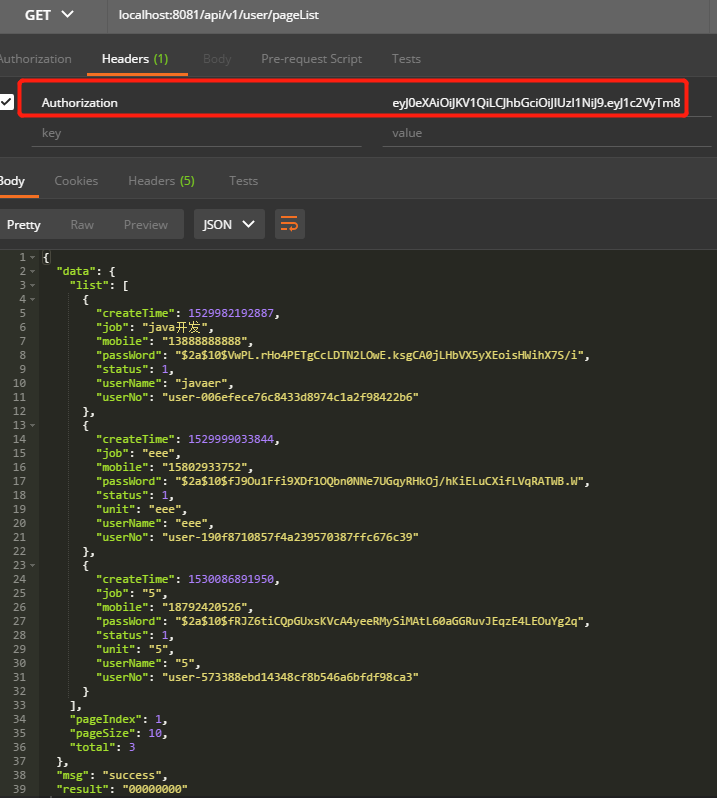 GET localhost:8081/api/v1/user/pageList
Authorization Headers (1) Body Pre-request Script Tests
Authorization eyJ0eXAiOiJKV1QiLCJhbGciOiJIUzI1NiJ9.eyJ1c2VyTm8
key value
Body Cookies Headers (5) Tests
Pretty Raw Preview JSON
1 {
2 "data": {
3 "list": [
4 {
5 "createTime": 1529982192887,
6 "job": "java开发",
7 "mobile": "13888888888",
8 "passWord": "$2a$10$VwPL.rHo4PETgCcLDTN2LOwE.ksgCA0jLHbVX5yXEoisHWihX7S/i",
9 "status": 1,
10 "userName": "javaer",
11 "userNo": "user-006efece76c8433d8974c1a2f98422b6"
12 },
13 {
14 "createTime": 1529999033844,
15 "job": "eee",
16 "mobile": "15802933752",
17 "passWord": "$2a$10$fJ9Ou1Ffi9XDf1OQbn0NNe7UGqyRHkOj/hKiELuCXifLVqRATWB.W",
18 "status": 1,
19 "unit": "eee",
20 "userName": "eee",
21 "userNo": "user-190f8710857f4a239570387ffc676c39"
22 },
23 {
24 "createTime": 1530086891950,
25 "job": "5",
26 "mobile": "18792420526",
27 "passWord": "$2a$10$fRJZ6tiCQpGUxsKVcA4yeeRMySiMAtL60aGGRuvJEqzE4LEOuYg2q",
28 "status": 1,
29 "unit": "5",
30 "userName": "5",
31 "userNo": "user-573388ebd14348cf8b546a6bfdf98ca3"
32 }
33 ],
34 "pageIndex": 1,
35 "pageSize": 10,
36 "total": 3
37 },
38 "msg": "success",
39 "result": "00000000"